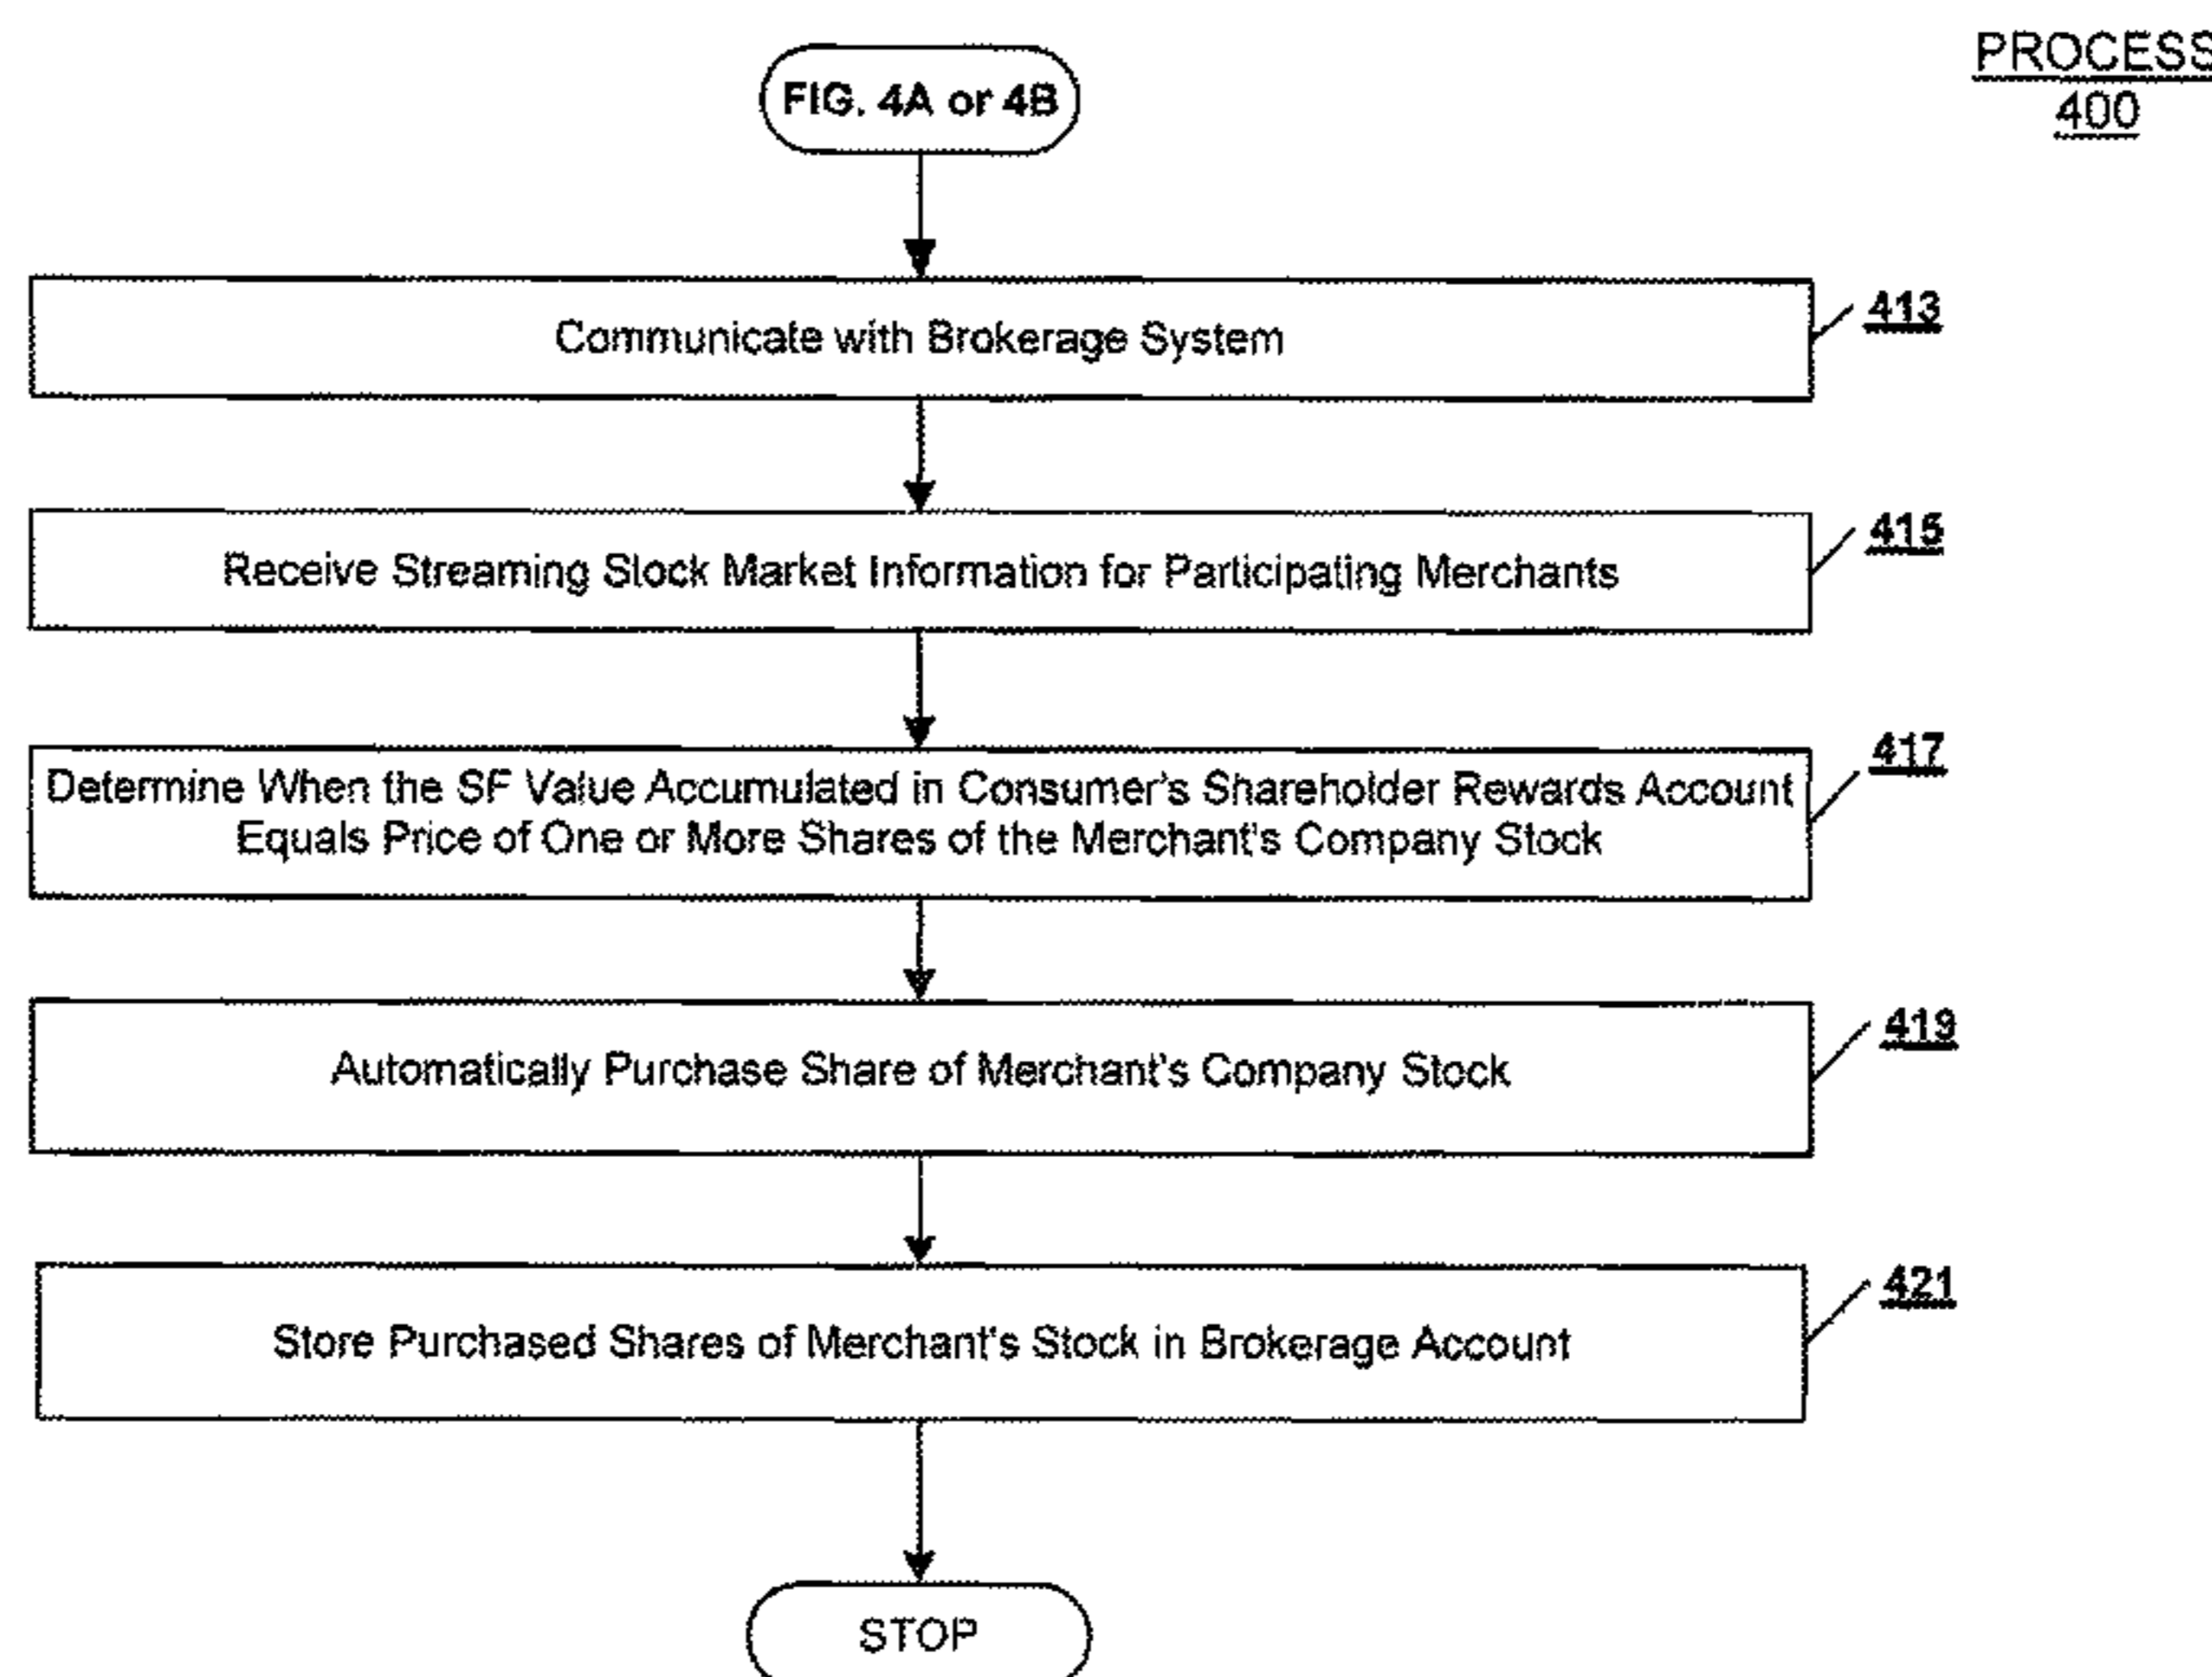 PROCESS
400
FIG. 4A or 4B
Communicate with Brokerage System
413
Receive Streaming Stock Market Information for Participating Merchants
415
Determine When the SF Value Accumulated in Consumer's Shareholder Rewards Account
Equals Price of One or More Shares of the Merchant's Company Stock
417
Automatically Purchase Share of Merchant's Company Stock
419
Store Purchased Shares of Merchant's Stock in Brokerage Account
421
STOP